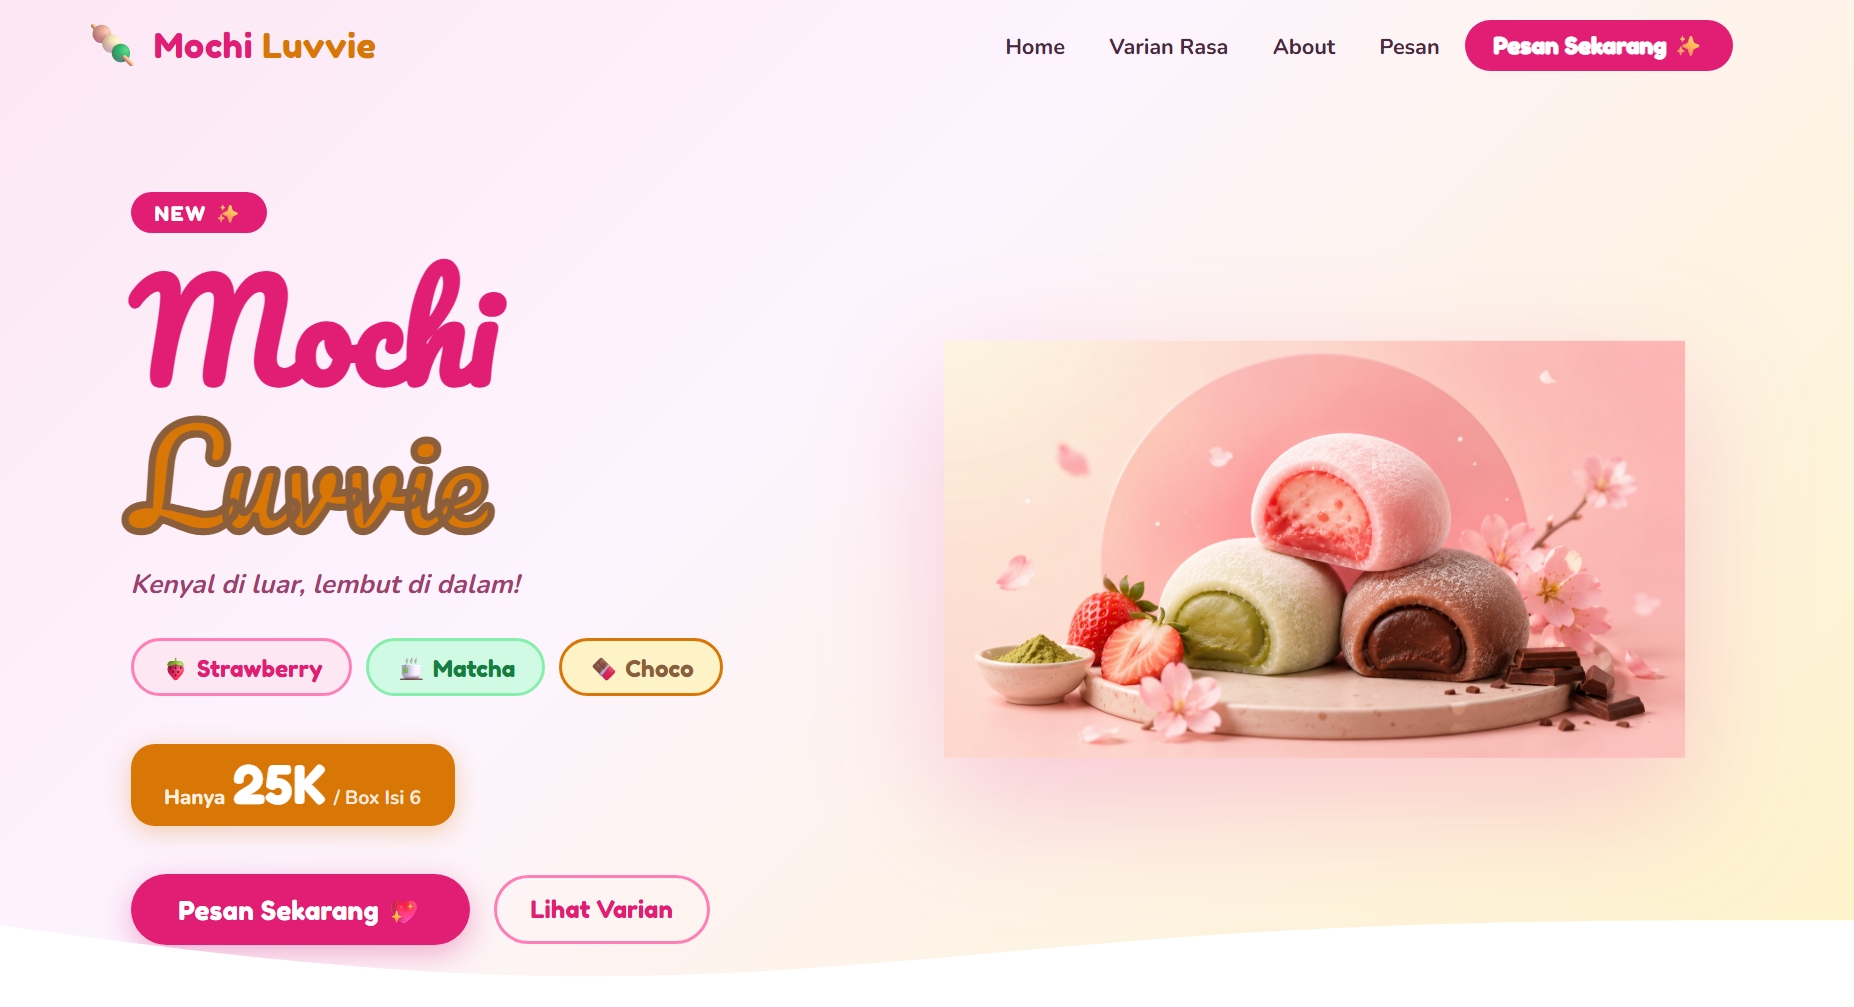 Mochi Luvvie
Home Varian Rasa About Pesan Pesan Sekarang ✨
NEW ✨
Mochi
Luvvie
Kenyal di luar, lembut di dalam!
🍓 Strawberry 🍵 Matcha 🍫 Choco
Hanya 25K / Box Isi 6
Pesan Sekarang 💖 Lihat Varian